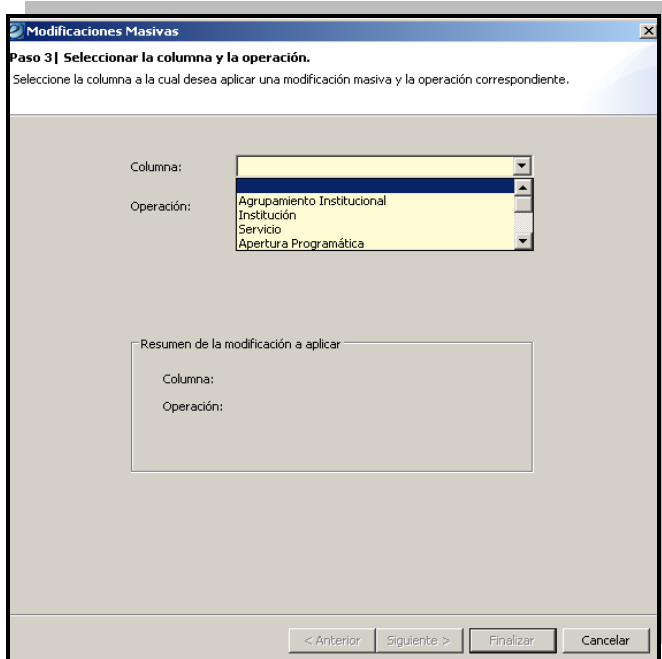 Modificaciones Masivas
Paso 3| Seleccionar la columna y la operación.
Seleccione la columna a la cual desea aplicar una modificación masiva y la operación correspondiente.
Columna:
Operación:
Agrupamiento Institucional
Institución
Servicio
Apertura Programática
Resumen de la modificación a aplicar
Columna:
Operación:
< Anterior Siguiente > Finalizar Cancelar